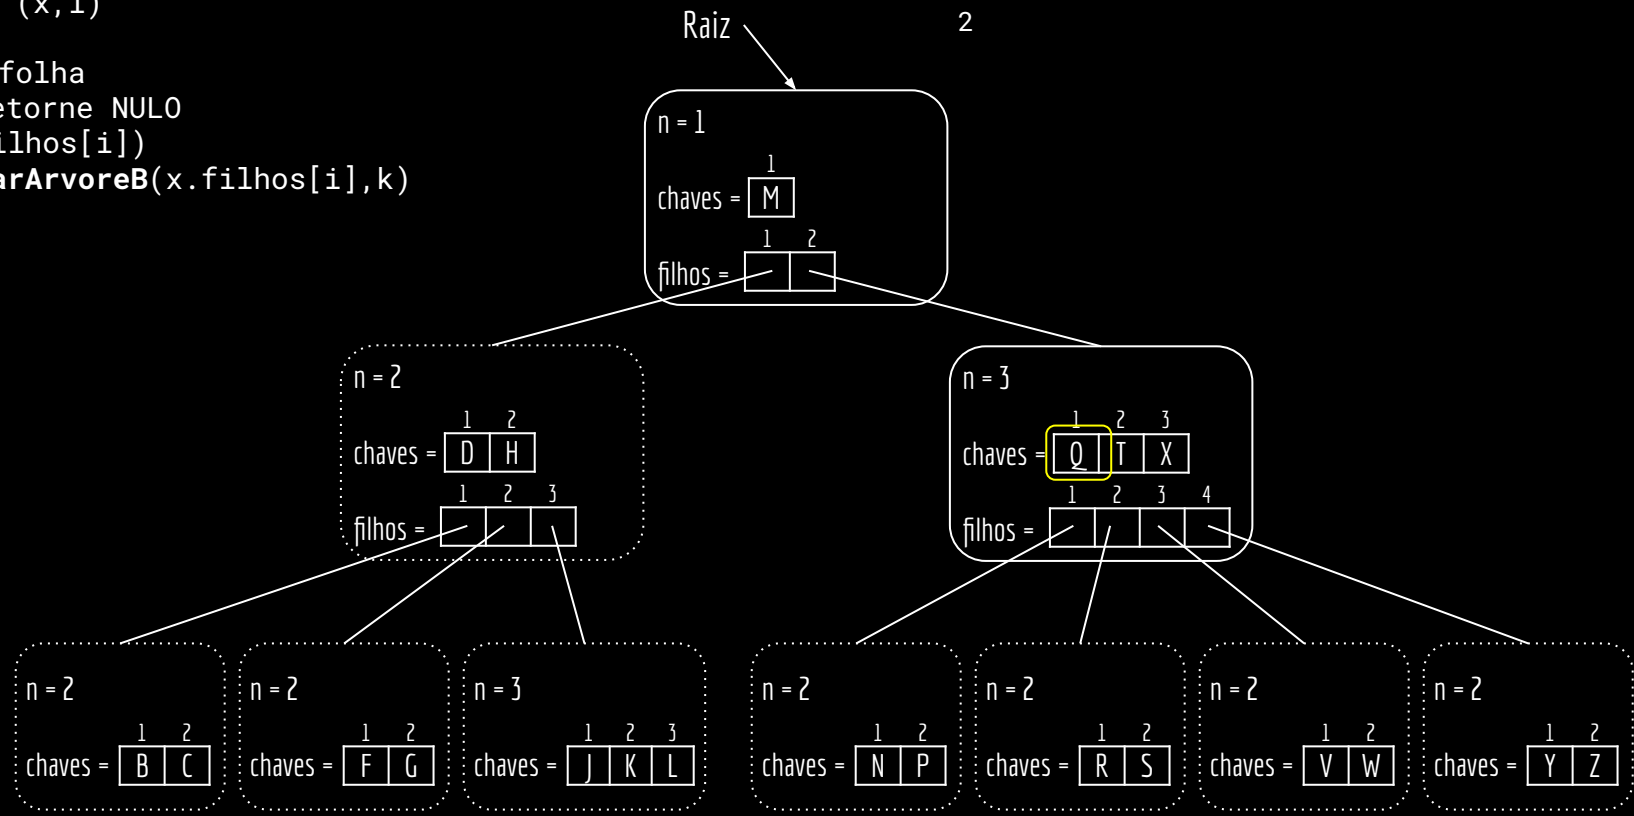 (x,i)
folha
etorne NULO
ilhos[i])
arArvoreB(x.filhos[i],k)
Raiz
2
n = 1
1
chaves = M
1 2
filhos =
n = 2
1 2
chaves = D H
1 2 3
filhos =
n = 3
1 2 3
chaves = Q T X
1 2 3 4
filhos =
n = 2
1 2
chaves = B C
n = 2
1 2
chaves = F G
n = 3
1 2 3
chaves = J K L
n = 2
1 2
chaves = N P
n = 2
1 2
chaves = R S
n = 2
1 2
chaves = V W
n = 2
1 2
chaves = Y Z